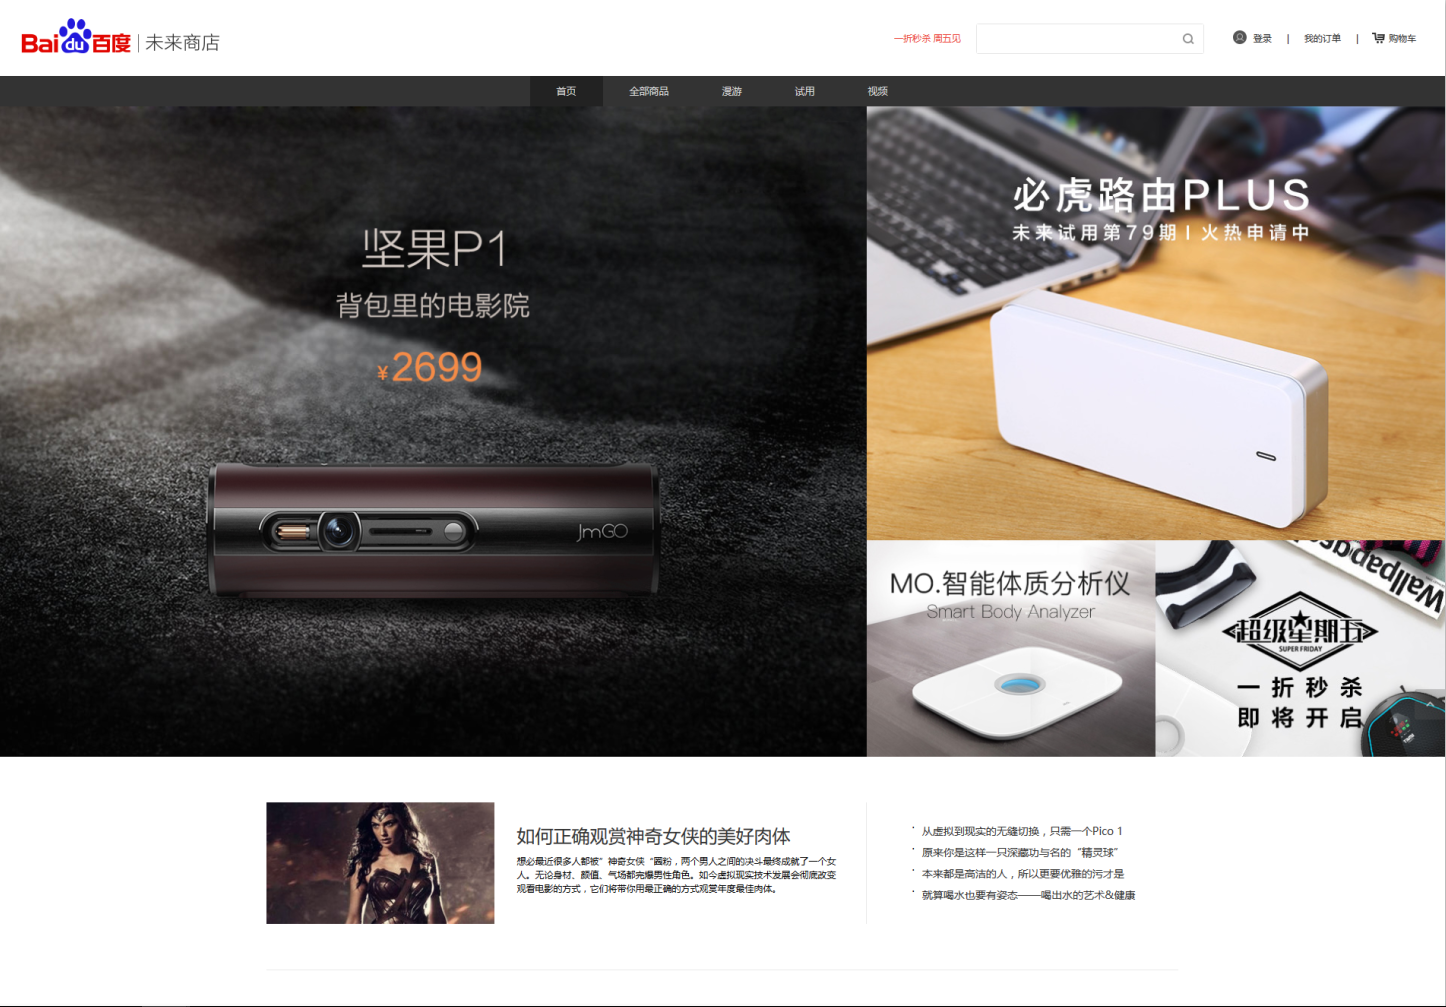 Bai du 百度 | 未来商店
一折秒杀 周五见
登录 | 我的订单 | 购物车
首页 全部商品 漫游 试用 视频
坚果P1
背包里的电影院
¥2699
JmGO
必虎路由PLUS
未来试用第79期 | 火热申请中
MO.智能体质分析仪
Smart Body Analyzer
Wallpaper
超级星期五
SUPER FRIDAY
一折秒杀
即将开启
如何正确观赏神奇女侠的美好肉体
想必最近很多人都被”神奇女侠“圈粉，两个男人之间的决斗最终成就了一个女
人。无论身材、颜值、气场都完爆男性角色。如今虚拟现实技术发展会彻底改变
观看电影的方式，它们将带你用最正确的方式观赏年度最佳肉体。
· 从虚拟到现实的无缝切换，只需一个Pico 1
· 原来你是这样一只深藏功与名的“精灵球”
· 本来都是高洁的人，所以更要优雅的污才是
· 就算喝水也要有姿态——喝出水的艺术&健康